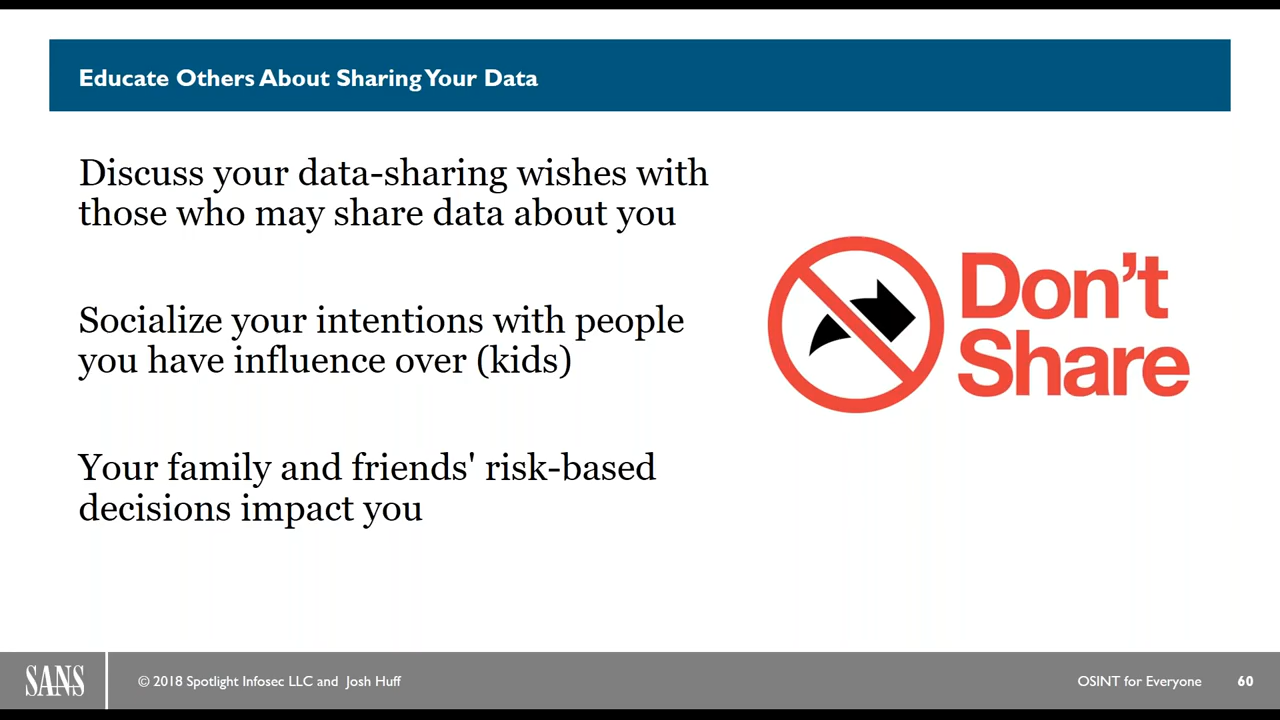 Educate Others About Sharing Your Data
Discuss your data-sharing wishes with
those who may share data about you
Socialize your intentions with people
you have influence over (kids)
Your family and friends' risk-based
decisions impact you
Don’t
Share
SANS
© 2018 Spotlight Infosec LLC and Josh Huff
OSINT for Everyone
60